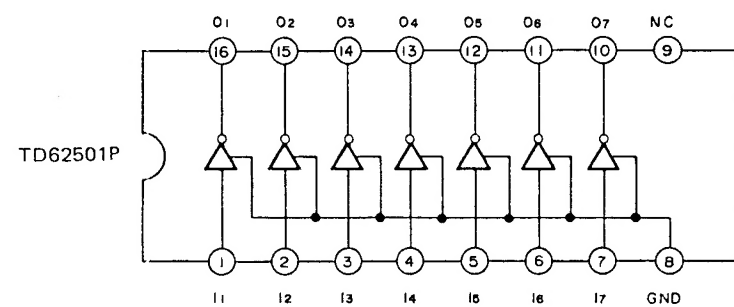 O1 O2 O3 O4 O5 O6 O7 NC
16 15 14 13 12 11 10 9
TD62501P
1 2 3 4 5 6 7 8
I1 I2 I3 I4 I5 I6 I7 GND